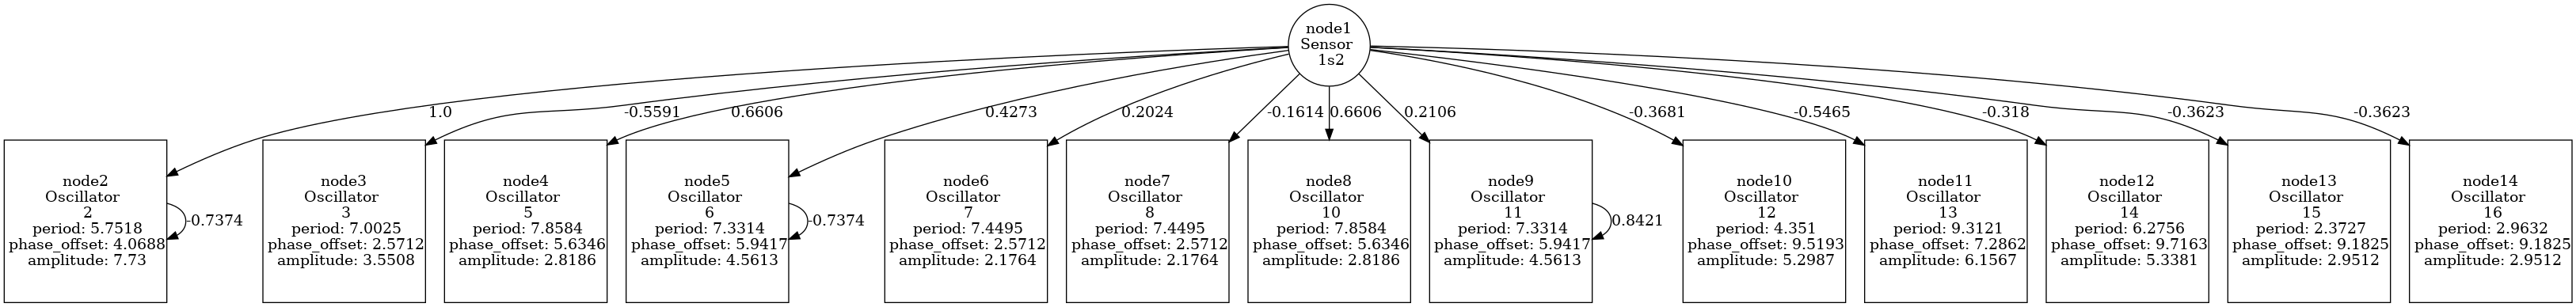 node1
Sensor
1s2
1.0
-0.5591
0.6606
0.4273
0.2024
-0.1614
0.6606
0.2106
-0.3681
-0.5465
-0.318
-0.3623
-0.3623
node2
Oscillator
2
period: 5.7518
phase_offset: 4.0688
amplitude: 7.73
-0.7374
node3
Oscillator
3
period: 7.0025
phase_offset: 2.5712
amplitude: 3.5508
node4
Oscillator
5
period: 7.8584
phase_offset: 5.6346
amplitude: 2.8186
node5
Oscillator
6
period: 7.3314
phase_offset: 5.9417
amplitude: 4.5613
-0.7374
node6
Oscillator
7
period: 7.4495
phase_offset: 2.5712
amplitude: 2.1764
node7
Oscillator
8
period: 7.4495
phase_offset: 2.5712
amplitude: 2.1764
node8
Oscillator
10
period: 7.8584
phase_offset: 5.6346
amplitude: 2.8186
node9
Oscillator
11
period: 7.3314
phase_offset: 5.9417
amplitude: 4.5613
0.8421
node10
Oscillator
12
period: 4.351
phase_offset: 9.5193
amplitude: 5.2987
node11
Oscillator
13
period: 9.3121
phase_offset: 7.2862
amplitude: 6.1567
node12
Oscillator
14
period: 6.2756
phase_offset: 9.7163
amplitude: 5.3381
node13
Oscillator
15
period: 2.3727
phase_offset: 9.1825
amplitude: 2.9512
node14
Oscillator
16
period: 2.9632
phase_offset: 9.1825
amplitude: 2.9512